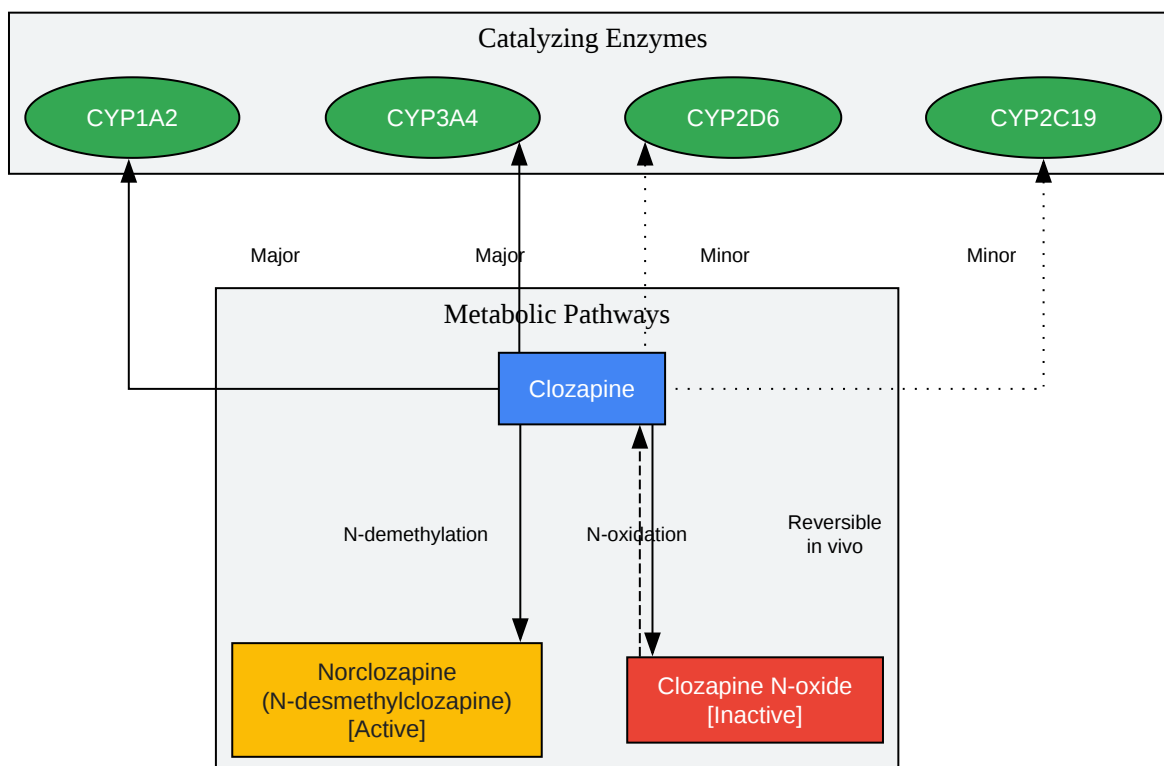 Catalyzing Enzymes
CYP1A2
CYP3A4
CYP2D6
CYP2C19
Major
Major
Minor
Minor
Metabolic Pathways
Clozapine
N-demethylation
N-oxidation
Reversible
in vivo
Norclozapine
(N-desmethylclozapine)
[Active]
Clozapine N-oxide
[Inactive]